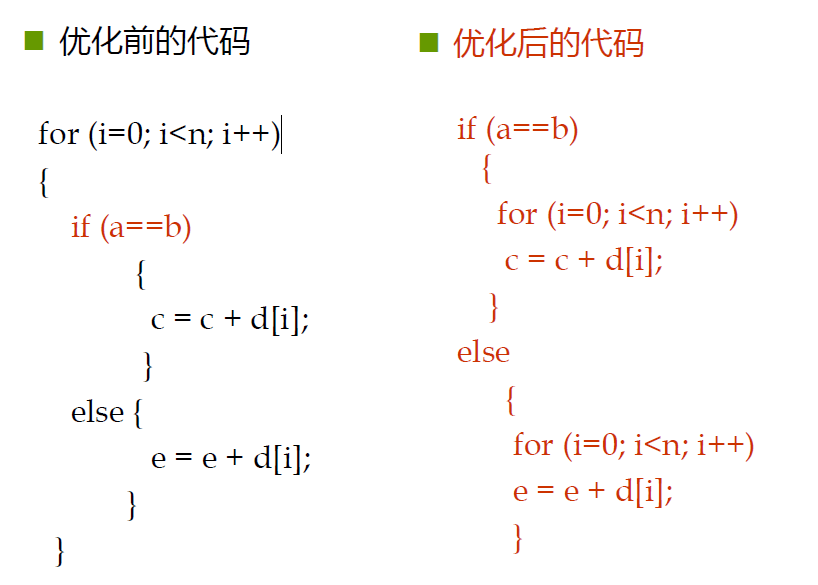 优化前的代码
for (i=0; i<n; i++)
{
if (a==b)
{
c = c + d[i];
}
else {
e = e + d[i];
}
}
优化后的代码
if (a==b)
{
for (i=0; i<n; i++)
c = c + d[i];
}
else
{
for (i=0; i<n; i++)
e = e + d[i];
}